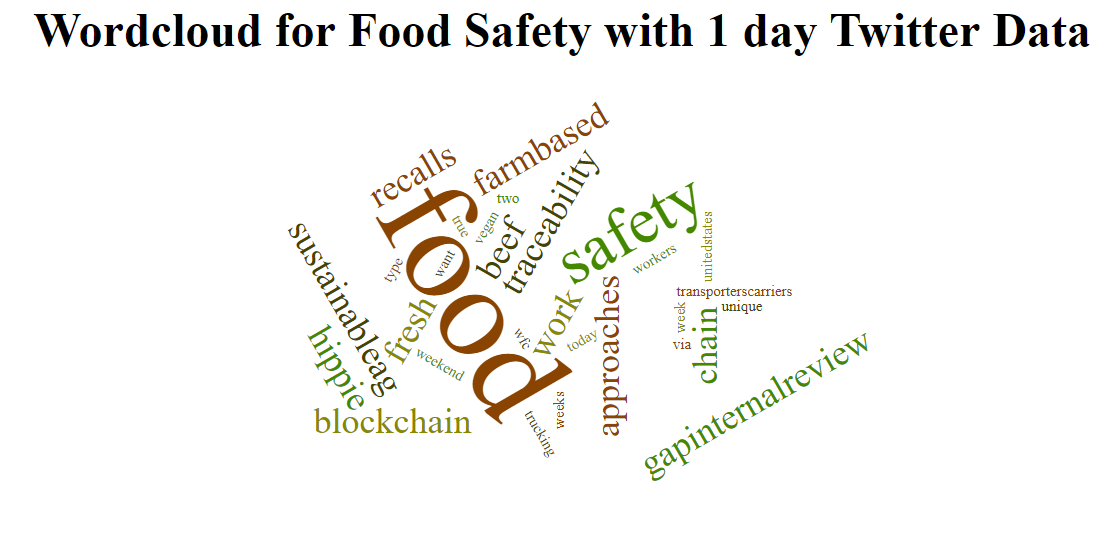 Wordcloud for Food Safety with 1 day Twitter Data
farmbased
recalls
traceability
food
safety
two
true
vegan
beef
want
type
sustainableag
workers
unitedstates
transporterscarriers
unique
week
via
chain
approaches
work
today
wfc
fresh
weekend
hippie
blockchain
weeks
trucking
gapinternalreview